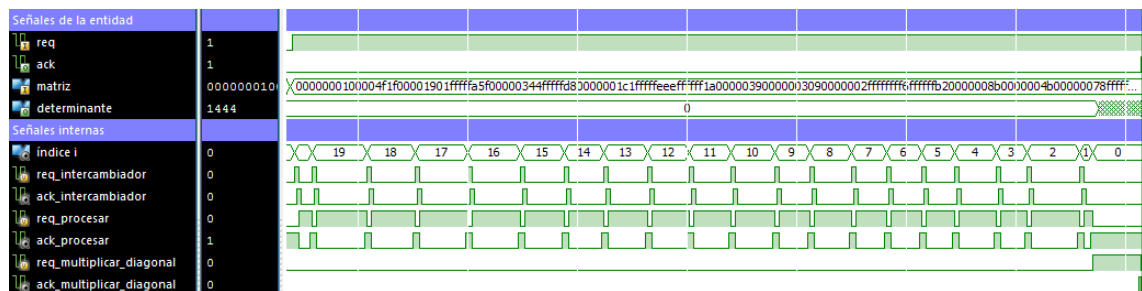 Señales de la entidad
req 1
ack 1
matriz 000000010 0000000100004f1f00001901fffffa5f00000344fffffd80000001c1fffffeeefffffff1a00000390000003090000002fffffffff6ffffffb20000008b0000004b00000078fffff...
determinante 1444 0
Señales internas
índice i 0 19 18 17 16 15 14 13 12 11 10 9 8 7 6 5 4 3 2 1 0
req_intercambiador 0
ack_intercambiador 0
req_procesar 0
ack_procesar 1
req_multiplicar_diagonal 0
ack_multiplicar_diagonal 0